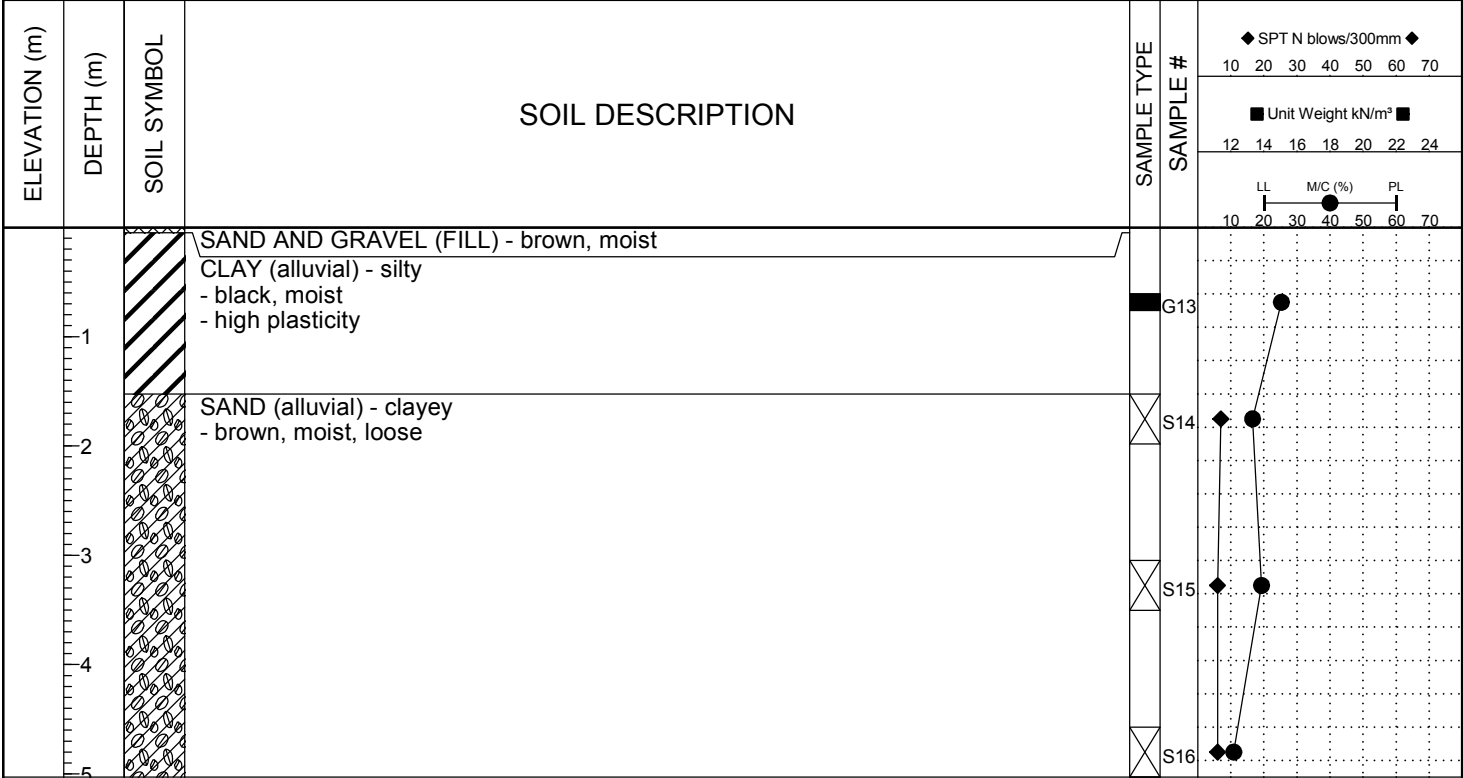 ELEVATION (m)
DEPTH (m)
SOIL SYMBOL
SOIL DESCRIPTION
SAMPLE TYPE
SAMPLE #
◆ SPT N blows/300mm ◆
10 20 30 40 50 60 70
■ Unit Weight kN/m³ ■
12 14 16 18 20 22 24
LL M/C (%) PL
10 20 30 40 50 60 70
SAND AND GRAVEL (FILL) - brown, moist
CLAY (alluvial) - silty
- black, moist
- high plasticity
G13
1
SAND (alluvial) - clayey
- brown, moist, loose
S14
2
3
S15
4
S16
5